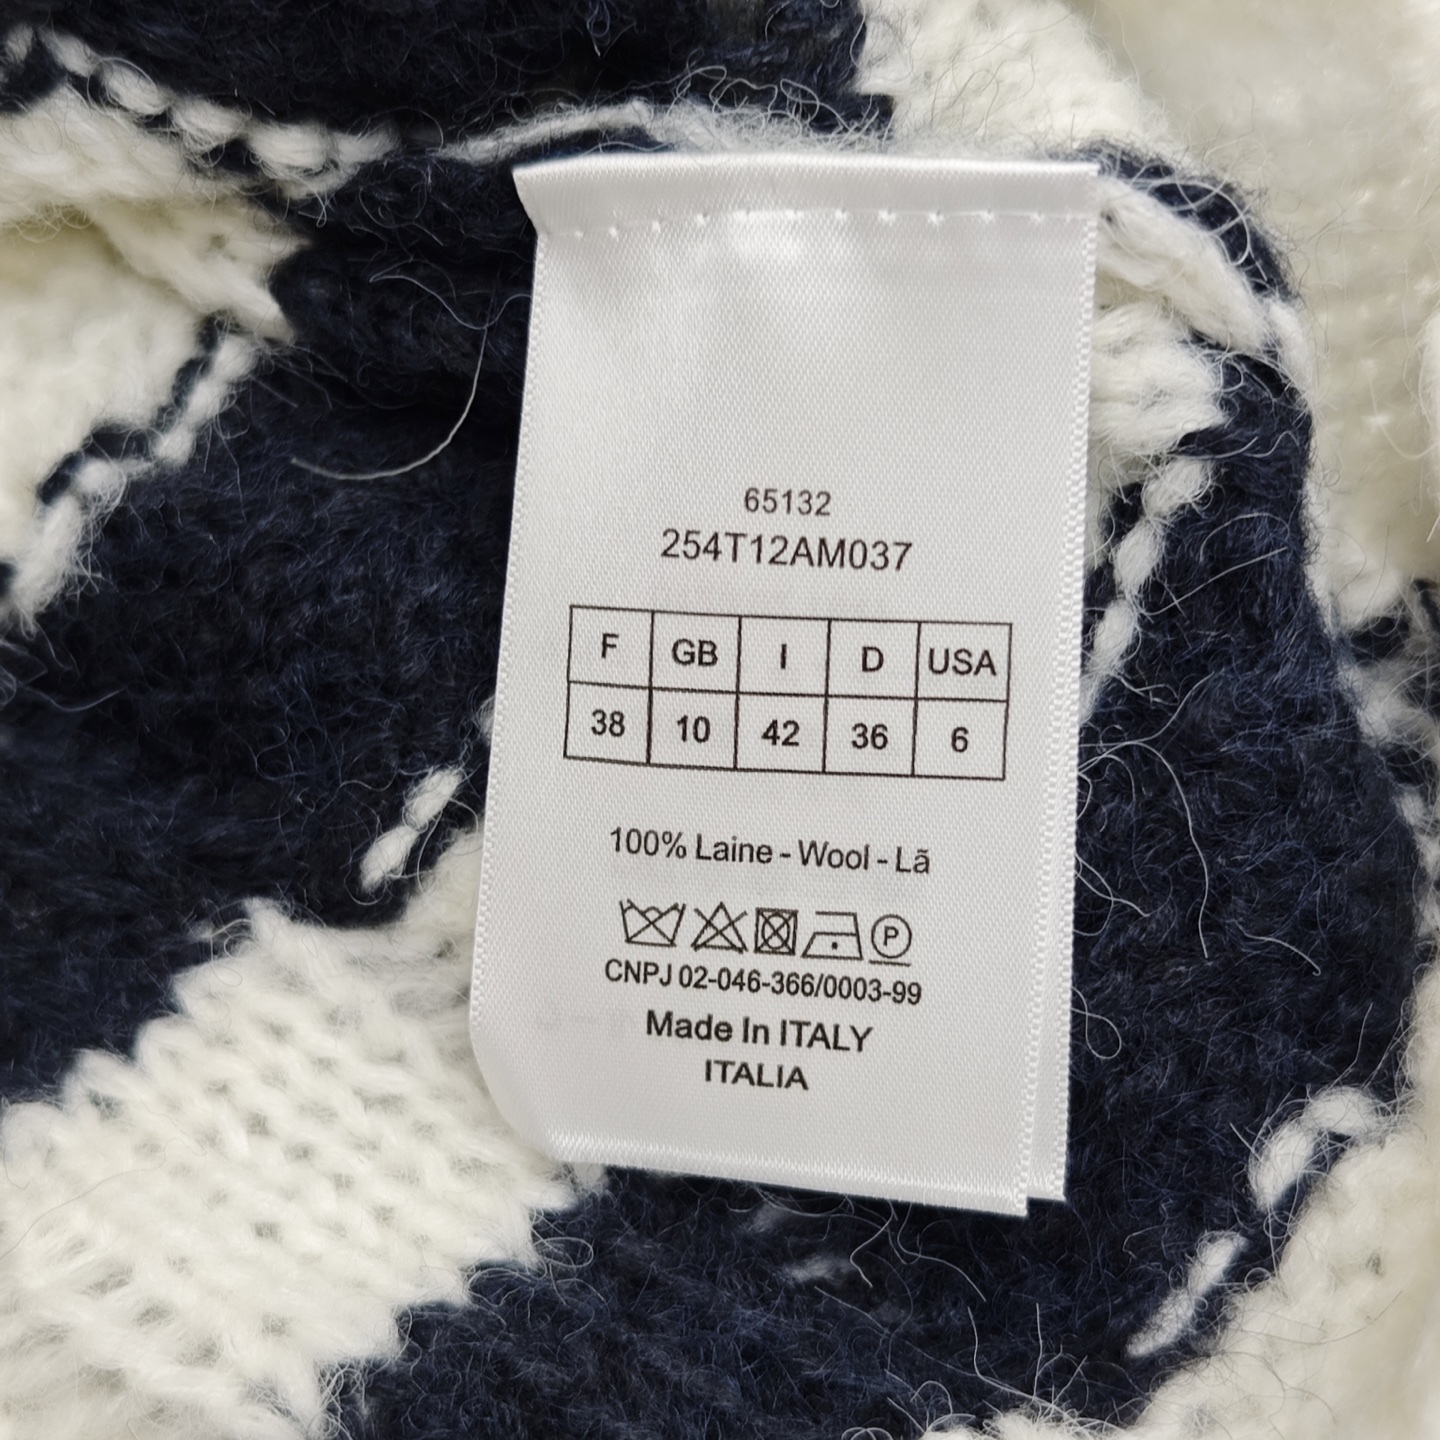 65132
254T12AM037
F GB I D USA
38 10 42 36 6
100% Laine - Wool - Lã
P
CNPJ 02-046-366/0003-99
Made In ITALY
ITALIA